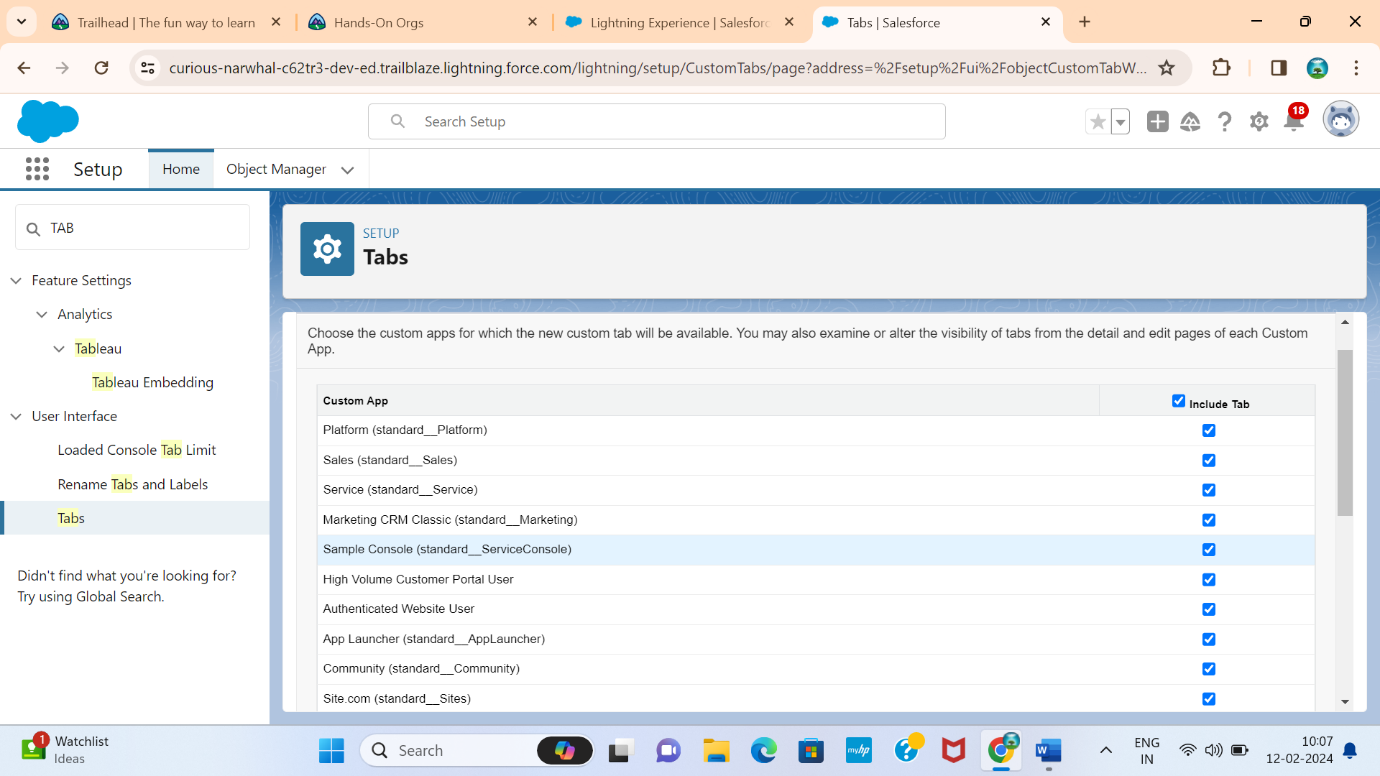 Trailhead | The fun way to learn
Hands-On Orgs
Lightning Experience | Salesforc
Tabs | Salesforce
curious-narwhal-c62tr3-dev-ed.trailblaze.lightning.force.com/lightning/setup/CustomTabs/page?address=%2Fsetup%2Fui%2FobjectCustomTabW...
Search Setup
18
Setup
Home
Object Manager
TAB
Feature Settings
Analytics
Tableau
Tableau Embedding
User Interface
Loaded Console Tab Limit
Rename Tabs and Labels
Tabs
Didn't find what you're looking for?
Try using Global Search.
SETUP
Tabs
Choose the custom apps for which the new custom tab will be available. You may also examine or alter the visibility of tabs from the detail and edit pages of each Custom
App.
Custom App Include Tab
Platform (standard__Platform)
Sales (standard__Sales)
Service (standard__Service)
Marketing CRM Classic (standard__Marketing)
Sample Console (standard__ServiceConsole)
High Volume Customer Portal User
Authenticated Website User
App Launcher (standard__AppLauncher)
Community (standard__Community)
Site.com (standard__Sites)
1
Watchlist
Ideas
Search
myhp
W
ENG
IN
10:07
12-02-2024